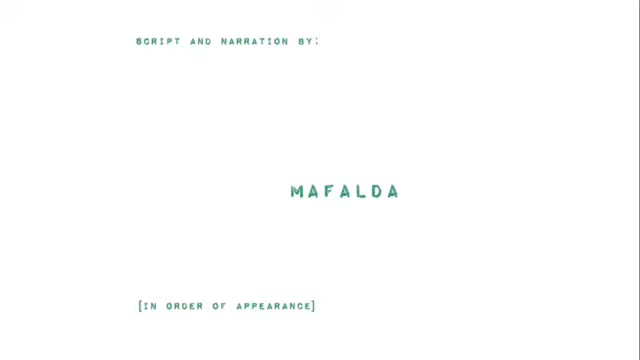 SCRIPT AND NARRATION BY:
MAFALDA
[IN ORDER OF APPEARANCE]